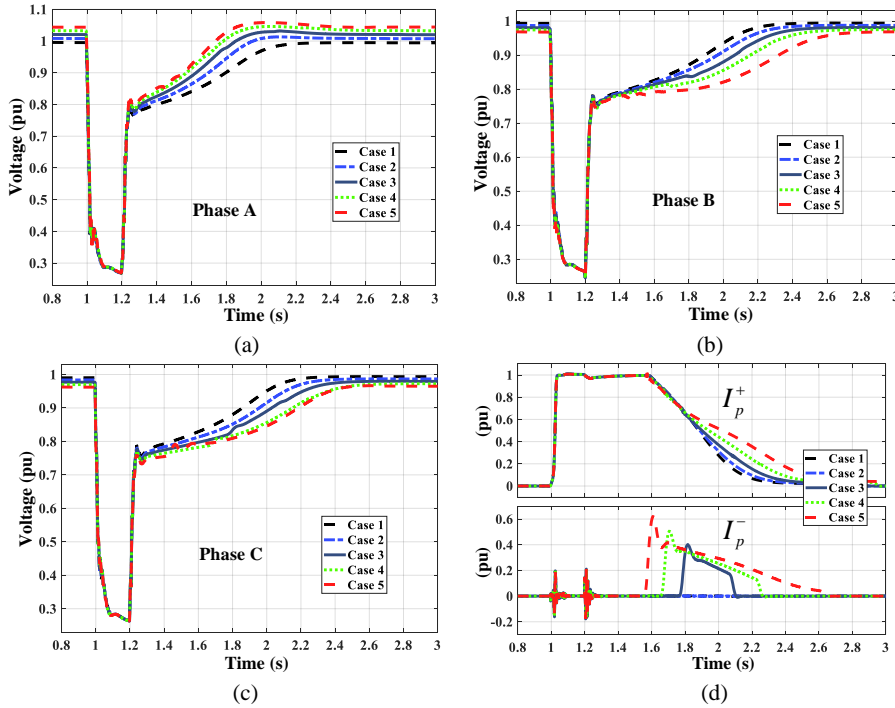 1.1
1
0.9
0.8
0.7
0.6
0.5
0.4
0.3
Voltage (pu)
Case 1
Case 2
Case 3
Case 4
Case 5
Phase A
0.8 1 1.2 1.4 1.6 1.8 2 2.2 2.4 2.6 2.8 3
Time (s)
(a)
1
0.9
0.8
0.7
0.6
0.5
0.4
0.3
Voltage (pu)
Case 1
Case 2
Case 3
Case 4
Case 5
Phase B
0.8 1 1.2 1.4 1.6 1.8 2 2.2 2.4 2.6 2.8 3
Time (s)
(b)
1
0.9
0.8
0.7
0.6
0.5
0.4
0.3
Voltage (pu)
Case 1
Case 2
Case 3
Case 4
Case 5
Phase C
0.8 1 1.2 1.4 1.6 1.8 2 2.2 2.4 2.6 2.8 3
Time (s)
(c)
1
0.8
0.6
0.4
0.2
0
(pu)
I_p^+
Case 1
Case 2
Case 3
Case 4
Case 5
0.6
0.4
0.2
0
-0.2
(pu)
I_p^-
0.8 1 1.2 1.4 1.6 1.8 2 2.2 2.4 2.6 2.8 3
Time (s)
(d)